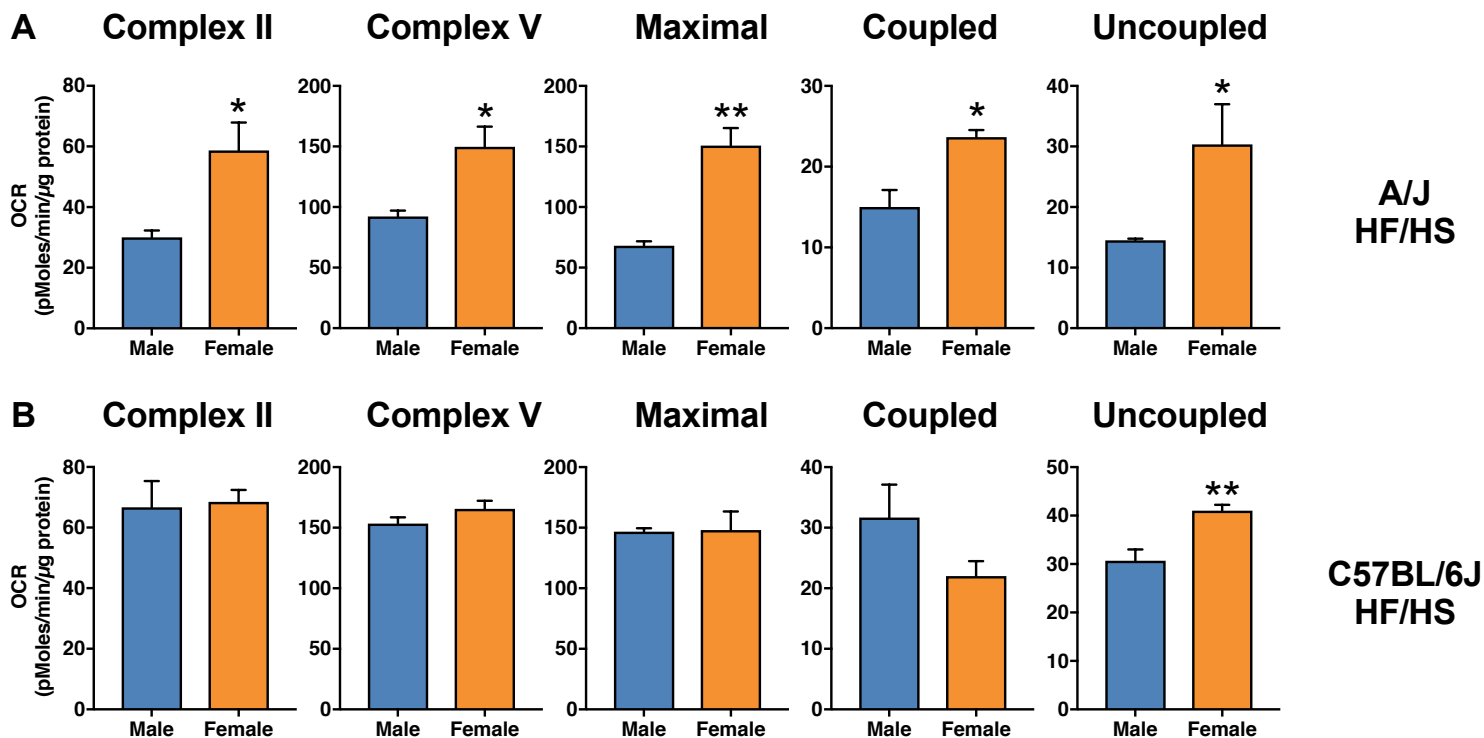 A Complex II Complex V Maximal Coupled Uncoupled
OCR
(pMoles/min/µg protein)
80 200 200 30 40
60 150 150 20 30
40 100 100 10 20
20 50 50 0 10
0 0 0 0
* * ** * *
Male Female Male Female Male Female Male Female Male Female
A/J
HF/HS
B Complex II Complex V Maximal Coupled Uncoupled
OCR
(pMoles/min/µg protein)
80 200 200 40 50
60 150 150 30 40
40 100 100 20 30
20 50 50 10 20
0 0 0 0 10
0
**
Male Female Male Female Male Female Male Female Male Female
C57BL/6J
HF/HS